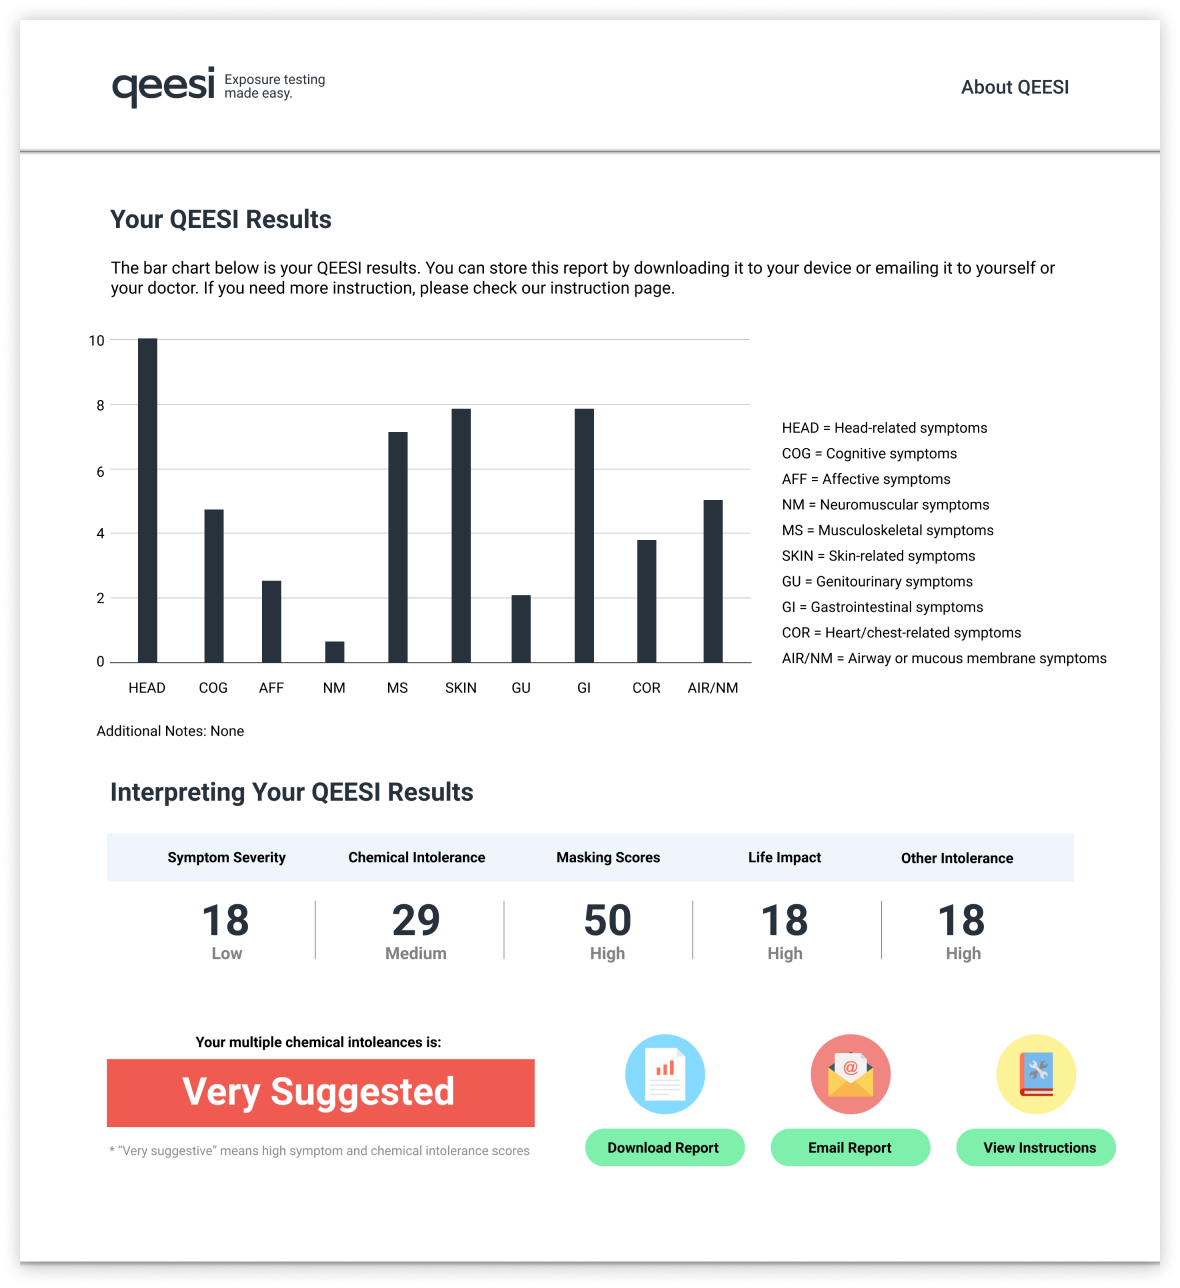 qeesi
Exposure testing
made easy.
About QEESI
Your QEESI Results
The bar chart below is your QEESI results. You can store this report by downloading it to your device or emailing it to yourself or
your doctor. If you need more instruction, please check our instruction page.
10
8
6
4
2
0
HEAD COG AFF NM MS SKIN GU GI COR AIR/NM
HEAD = Head-related symptoms
COG = Cognitive symptoms
AFF = Affective symptoms
NM = Neuromuscular symptoms
MS = Musculoskeletal symptoms
SKIN = Skin-related symptoms
GU = Genitourinary symptoms
GI = Gastrointestinal symptoms
COR = Heart/chest-related symptoms
AIR/NM = Airway or mucous membrane symptoms
Additional Notes: None
Interpreting Your QEESI Results
Symptom Severity Chemical Intolerance Masking Scores Life Impact Other Intolerance
18 29 50 18 18
Low Medium High High High
Your multiple chemical intoleances is:
Very Suggested
* “Very suggestive” means high symptom and chemical intolerance scores
@
Download Report Email Report View Instructions